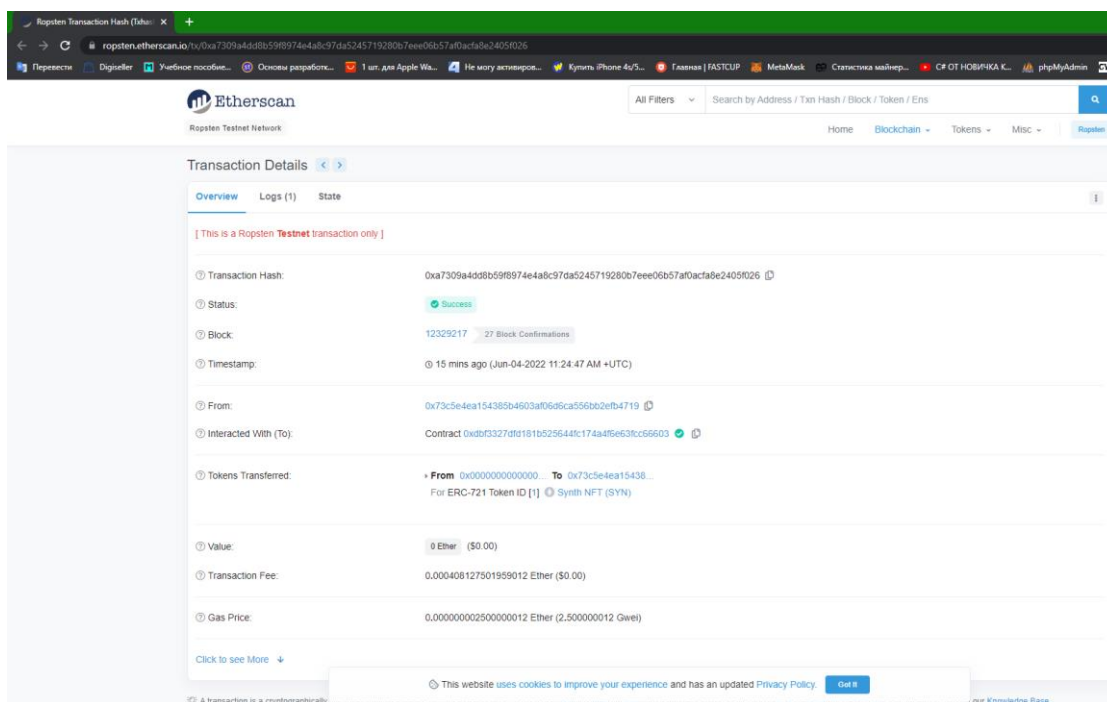 Ropsten Transaction Hash (Txhas
ropsten.etherscan.io/tx/0xa7309a4dd8b59f8974e4a8c97da5245719280b7eee06b57af0acfa8e2405f026
Перевести Digiseller Учебное пособие... Основы разработк... 1 шт. для Apple Wa... Не могу активиров... Купить iPhone 4s/5... Главная | FASTCUP MetaMask Статистика майнер... C# ОТ НОВИЧКА К... phpMyAdmin
Etherscan
All Filters Search by Address / Txn Hash / Block / Token / Ens
Ropsten Testnet Network
Home Blockchain Tokens Misc Ropsten
Transaction Details
Overview Logs (1) State
[ This is a Ropsten Testnet transaction only ]
Transaction Hash: 0xa7309a4dd8b59f8974e4a8c97da5245719280b7eee06b57af0acfa8e2405f026
Status: Success
Block: 12329217 27 Block Confirmations
Timestamp: 15 mins ago (Jun-04-2022 11:24:47 AM +UTC)
From: 0x73c5e4ea154385b4603af06d6ca556bb2efb4719
Interacted With (To): Contract 0xdbf3327dfd181b525644fc174a4f6e63fcc66603
Tokens Transferred: From 0x0000000000000... To 0x73c5e4ea15438...
For ERC-721 Token ID [1] Synth NFT (SYN)
Value: 0 Ether ($0.00)
Transaction Fee: 0.000408127501959012 Ether ($0.00)
Gas Price: 0.000000002500000012 Ether (2.500000012 Gwei)
Click to see More
This website uses cookies to improve your experience and has an updated Privacy Policy. Got It
A transaction is a cryptographically our Knowledge Base